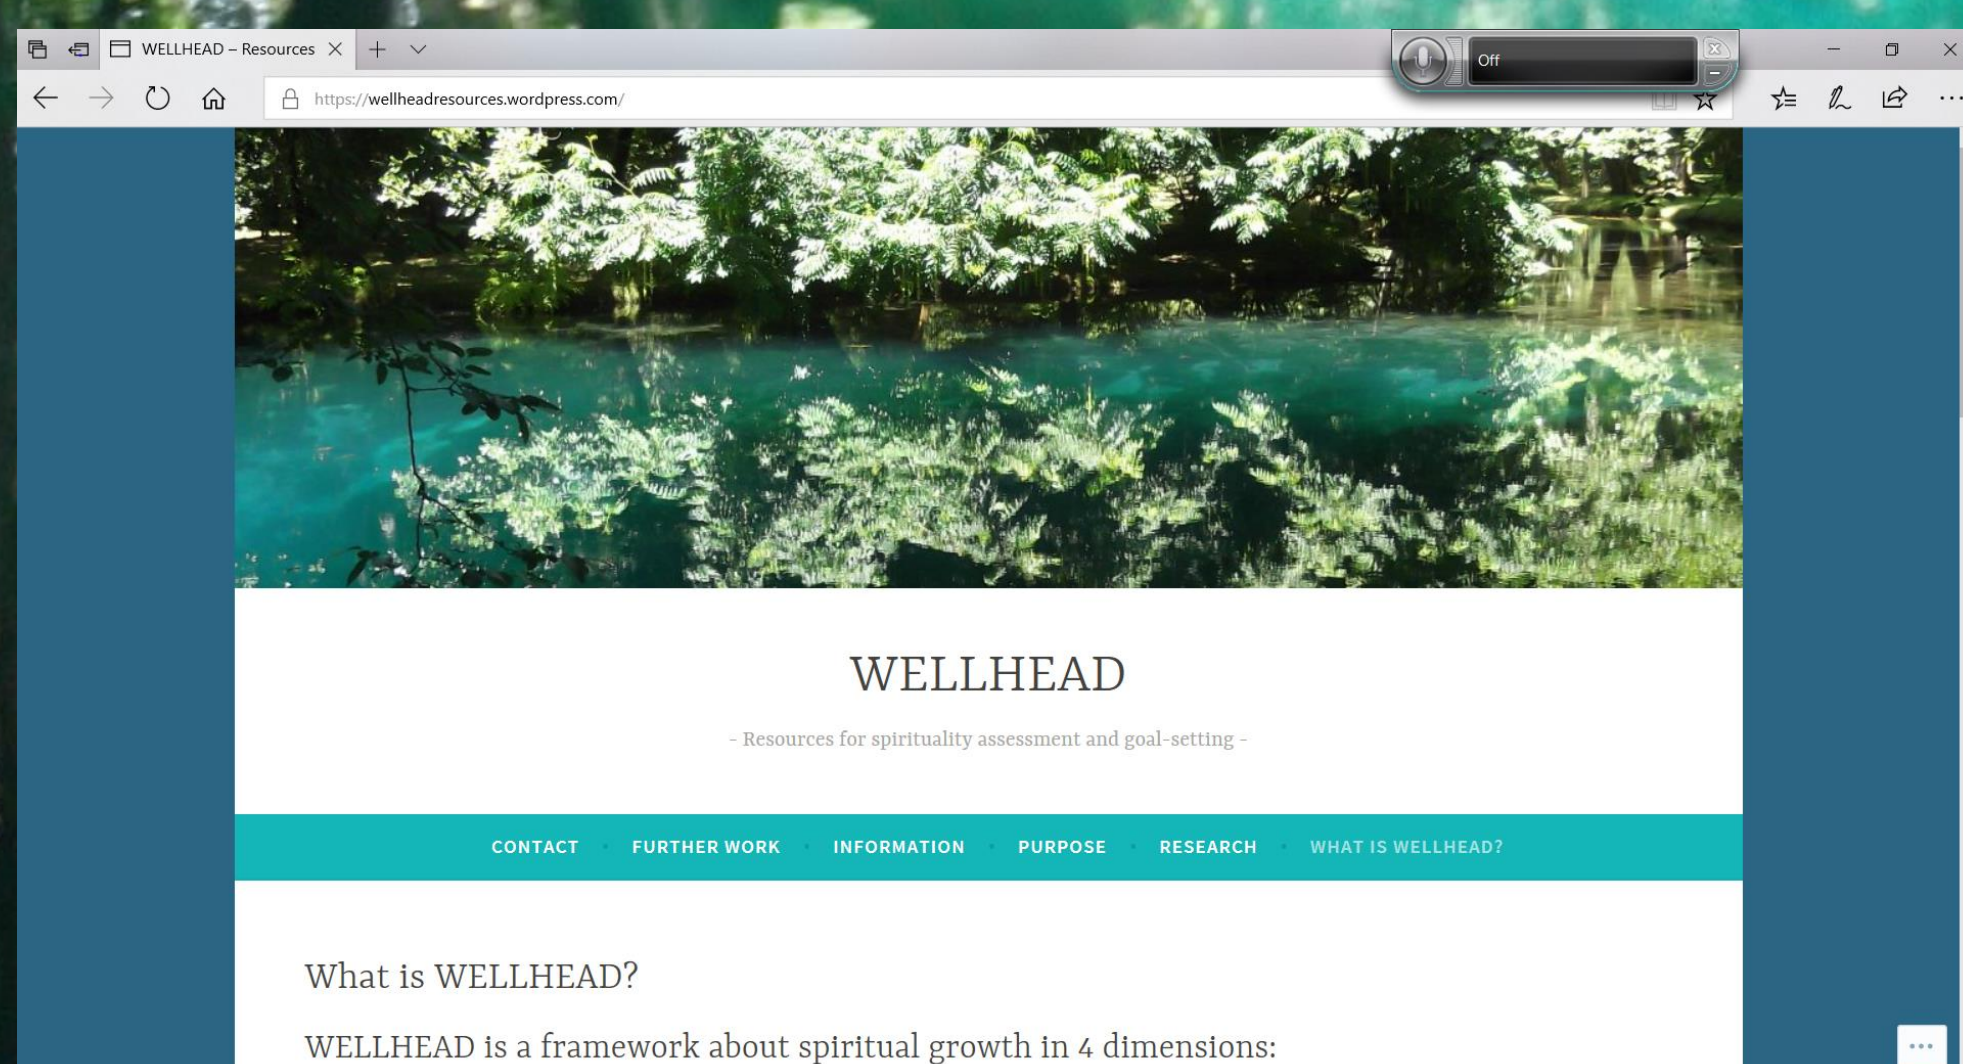 WELLHEAD – Resources
Off
https://wellheadresources.wordpress.com/
WELLHEAD
- Resources for spirituality assessment and goal-setting -
CONTACT · FURTHER WORK · INFORMATION · PURPOSE · RESEARCH · WHAT IS WELLHEAD?
What is WELLHEAD?
WELLHEAD is a framework about spiritual growth in 4 dimensions: